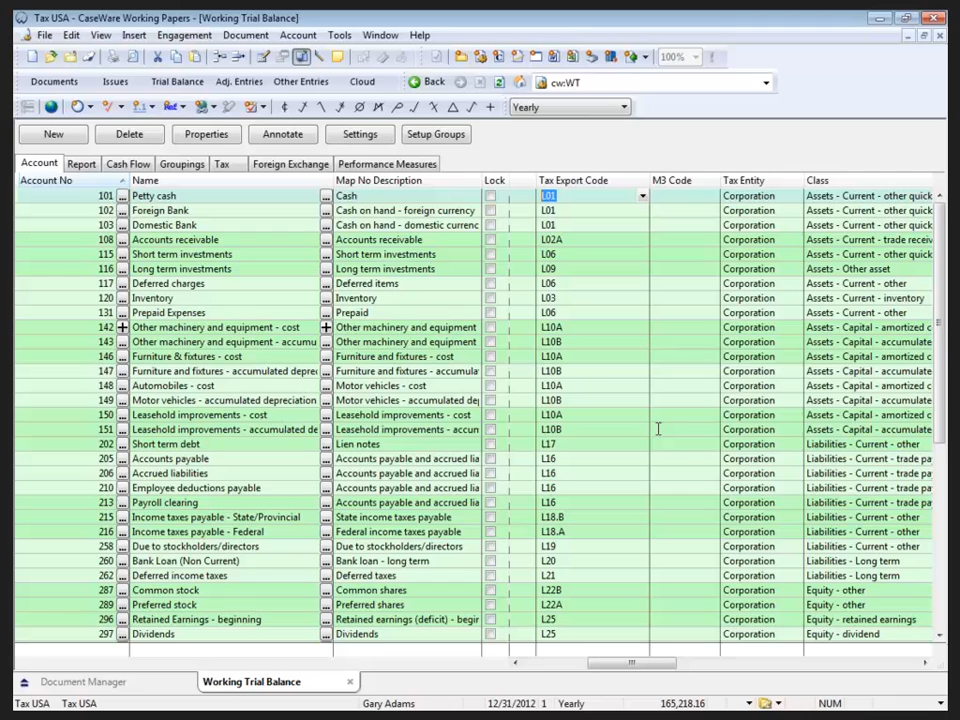 Tax USA - CaseWare Working Papers - [Working Trial Balance]
File Edit View Insert Engagement Document Account Tools Window Help
100%
Documents Issues Trial Balance Adj. Entries Other Entries Cloud Back cw:WT
Yearly
New Delete Properties Annotate Settings Setup Groups
Account Report Cash Flow Groupings Tax Foreign Exchange Performance Measures
Account No Name Map No Description Lock Tax Export Code M3 Code Tax Entity Class
101 ... Petty cash ... Cash L01 Corporation Assets - Current - other quick
102 ... Foreign Bank ... Cash on hand - foreign currency L01 Corporation Assets - Current - other quick
103 ... Domestic Bank ... Cash on hand - domestic currenc L01 Corporation Assets - Current - other quick
108 ... Accounts receivable ... Accounts receivable L02A Corporation Assets - Current - trade receiv
115 ... Short term investments ... Short term investments L06 Corporation Assets - Current - other quick
116 ... Long term investments ... Long term investments L09 Corporation Assets - Other asset
117 ... Deferred charges ... Deferred items L06 Corporation Assets - Current - other
120 ... Inventory ... Inventory L03 Corporation Assets - Current - inventory
131 ... Prepaid Expenses ... Prepaid L06 Corporation Assets - Current - other
142 + Other machinery and equipment - cost + Other machinery and equipment L10A Corporation Assets - Capital - amortized c
143 ... Other machinery and equipment - accumu ... Other machinery and equipment L10B Corporation Assets - Capital - accumulate
146 ... Furniture & fixtures - cost ... Furniture and fixtures - cost L10A Corporation Assets - Capital - amortized c
147 ... Furniture and fixtures - accumulated depre ... Furniture and fixtures - accumula L10B Corporation Assets - Capital - accumulate
148 ... Automobiles - cost ... Motor vehicles - cost L10A Corporation Assets - Capital - amortized c
149 ... Motor vehicles - accumulated depreciation ... Motor vehicles - accumulated dep L10B Corporation Assets - Capital - accumulate
150 ... Leasehold improvements - cost ... Leasehold improvements - cost L10A Corporation Assets - Capital - amortized c
151 ... Leasehold improvements - accumulated de ... Leasehold improvements - accun L10B Corporation Assets - Capital - accumulate
202 ... Short term debt ... Lien notes L17 Corporation Liabilities - Current - other
205 ... Accounts payable ... Accounts payable and accrued lia L16 Corporation Liabilities - Current - trade pa
206 ... Accrued liabilities ... Accounts payable and accrued lia L16 Corporation Liabilities - Current - trade pa
210 ... Employee deductions payable ... Accounts payable and accrued lia L16 Corporation Liabilities - Current - trade pa
213 ... Payroll clearing ... Accounts payable and accrued lia L16 Corporation Liabilities - Current - trade pa
215 ... Income taxes payable - State/Provincial ... State income taxes payable L18.B Corporation Liabilities - Current - other
216 ... Income taxes payable - Federal ... Federal income taxes payable L18.A Corporation Liabilities - Current - other
258 ... Due to stockholders/directors ... Due to stockholders/directors L19 Corporation Liabilities - Current - other
260 ... Bank Loan (Non Current) ... Bank loan - long term L20 Corporation Liabilities - Long term
262 ... Deferred income taxes ... Deferred taxes L21 Corporation Liabilities - Long term
287 ... Common stock ... Common shares L22B Corporation Equity - other
289 ... Preferred stock ... Preferred shares L22A Corporation Equity - other
296 ... Retained Earnings - beginning ... Retained earnings (deficit) - begir L25 Corporation Equity - retained earnings
297 ... Dividends ... Dividends L25 Corporation Equity - dividend
Document Manager Working Trial Balance
Tax USA Tax USA Gary Adams 12/31/2012 1 Yearly 165,218.16 NUM